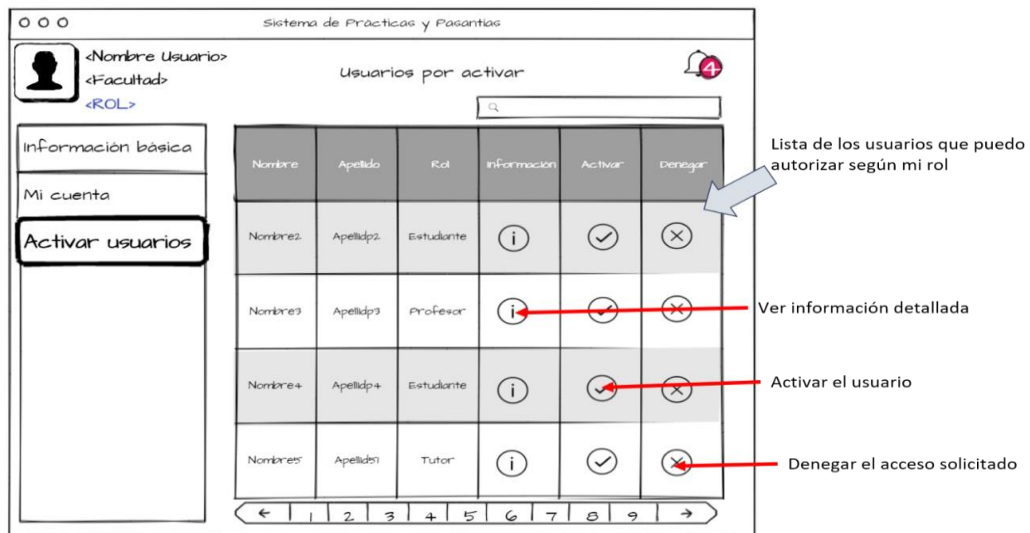 Sistema de Prácticas y Pasantías
<Nombre Usuario>
<Facultad>
<ROL>
Usuarios por activar
4
Información básica
Mi cuenta
Activar usuarios
Nombre Apellido Rol Información Activar Denegar
Nombre2 Apellidp2 Estudiante i
Nombre3 Apellidp3 Profesor i
Nombre4 Apellidp4 Estudiante i
Nombre5 Apellid51 Tutor i
← 1 2 3 4 5 6 7 8 9 →
Lista de los usuarios que puedo
autorizar según mi rol
Ver información detallada
Activar el usuario
Denegar el acceso solicitado